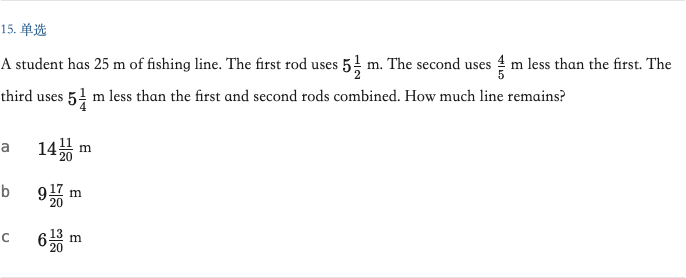 15. 单选
A student has 25 m of fishing line. The first rod uses 5 1/2 m. The second uses 4/5 m less than the first. The
third uses 5 1/4 m less than the first and second rods combined. How much line remains?
a 14 11/20 m
b 9 17/20 m
c 6 13/20 m